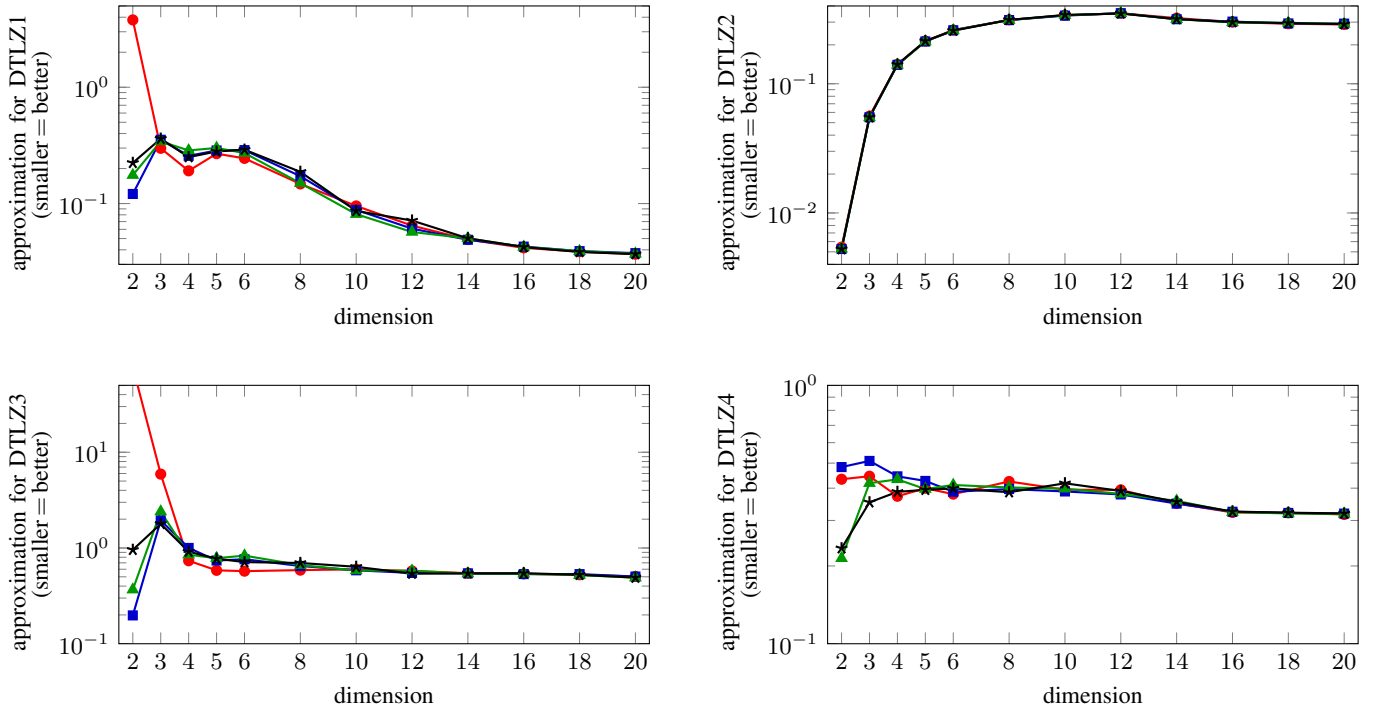 approximation for DTLZ1
(smaller = better)
10^0
10^-1
2 3 4 5 6 8 10 12 14 16 18 20
dimension
approximation for DTLZ2
(smaller = better)
10^-1
10^-2
2 3 4 5 6 8 10 12 14 16 18 20
dimension
approximation for DTLZ3
(smaller = better)
10^1
10^0
10^-1
2 3 4 5 6 8 10 12 14 16 18 20
dimension
approximation for DTLZ4
(smaller = better)
10^0
10^-1
2 3 4 5 6 8 10 12 14 16 18 20
dimension